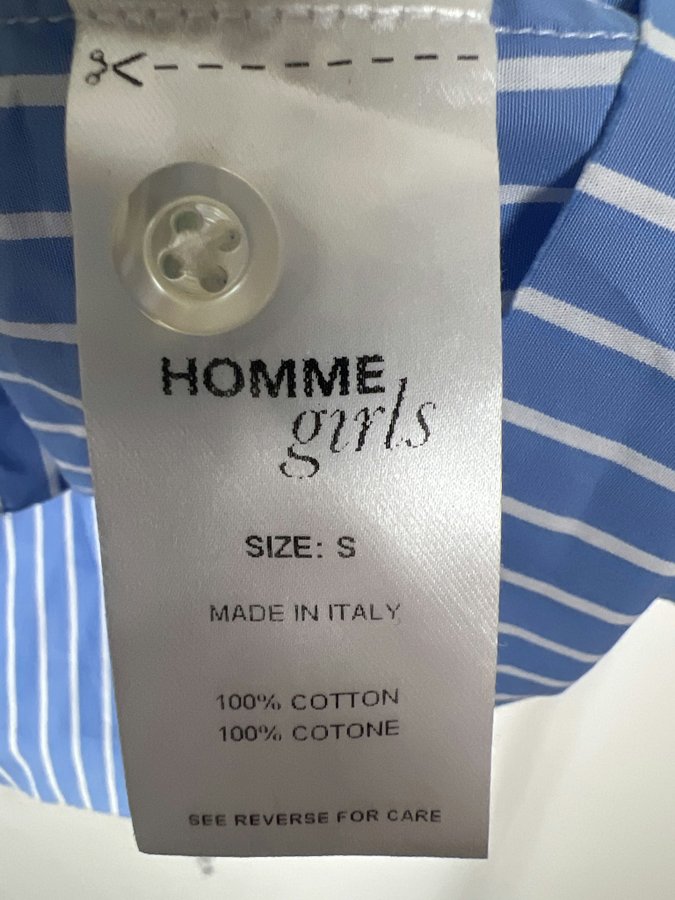 HOMME
girls
SIZE: S
MADE IN ITALY
100% COTTON
100% COTONE
SEE REVERSE FOR CARE